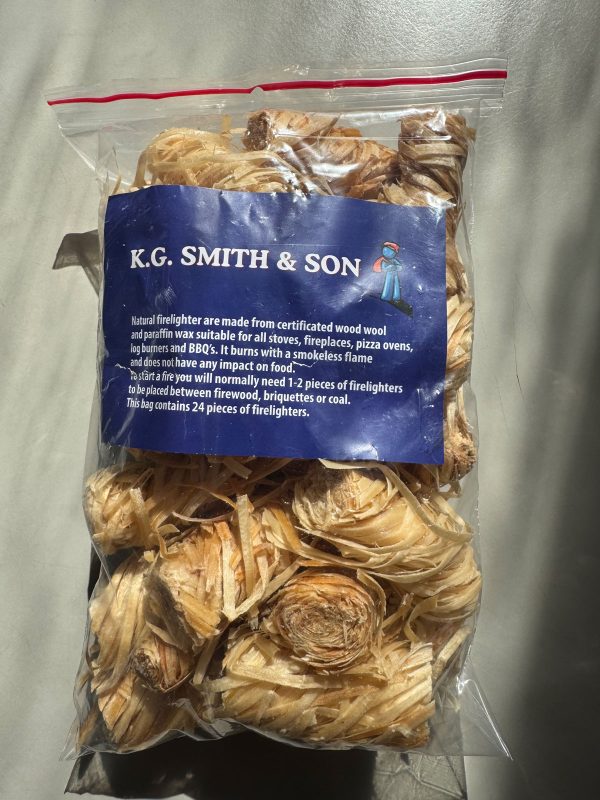 K.G. SMITH & SON
Natural firelighter are made from certificated wood wool
and paraffin wax suitable for all stoves, fireplaces, pizza ovens,
log burners and BBQ's. It burns with a smokeless flame
and does not have any impact on food.
To start a fire you will normally need 1-2 pieces of firelighters
to be placed between firewood, briquettes or coal.
This bag contains 24 pieces of firelighters.